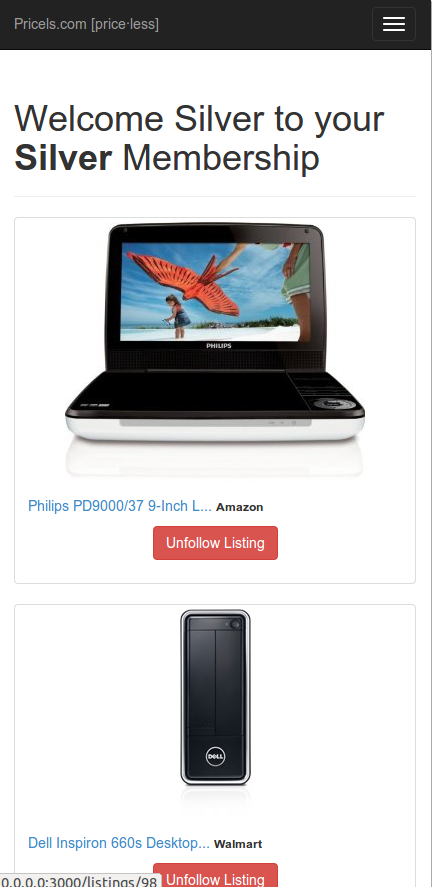 Pricels.com [price·less]
Welcome Silver to your
Silver Membership
PHILIPS
Philips PD9000/37 9-Inch L... Amazon
Unfollow Listing
DELL
Dell Inspiron 660s Desktop... Walmart
Unfollow Listing
0.0.0.0:3000/listings/98